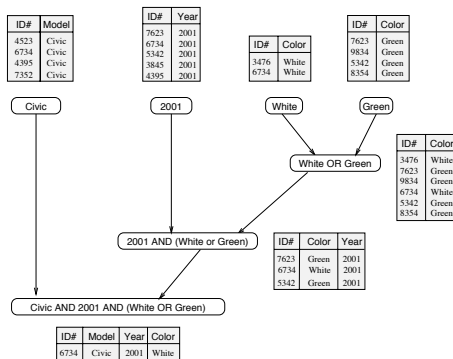 ID# Model
4523 Civic
6734 Civic
4395 Civic
7352 Civic
ID# Year
7623 2001
6734 2001
5342 2001
3845 2001
4395 2001
ID# Color
3476 White
6734 White
ID# Color
7623 Green
9834 Green
5342 Green
8354 Green
Civic
2001
White
Green
White OR Green
ID# Color
3476 White
7623 Green
9834 Green
6734 White
5342 Green
8354 Green
2001 AND (White or Green)
ID# Color Year
7623 Green 2001
6734 White 2001
5342 Green 2001
Civic AND 2001 AND (White OR Green)
ID# Model Year Color
6734 Civic 2001 White